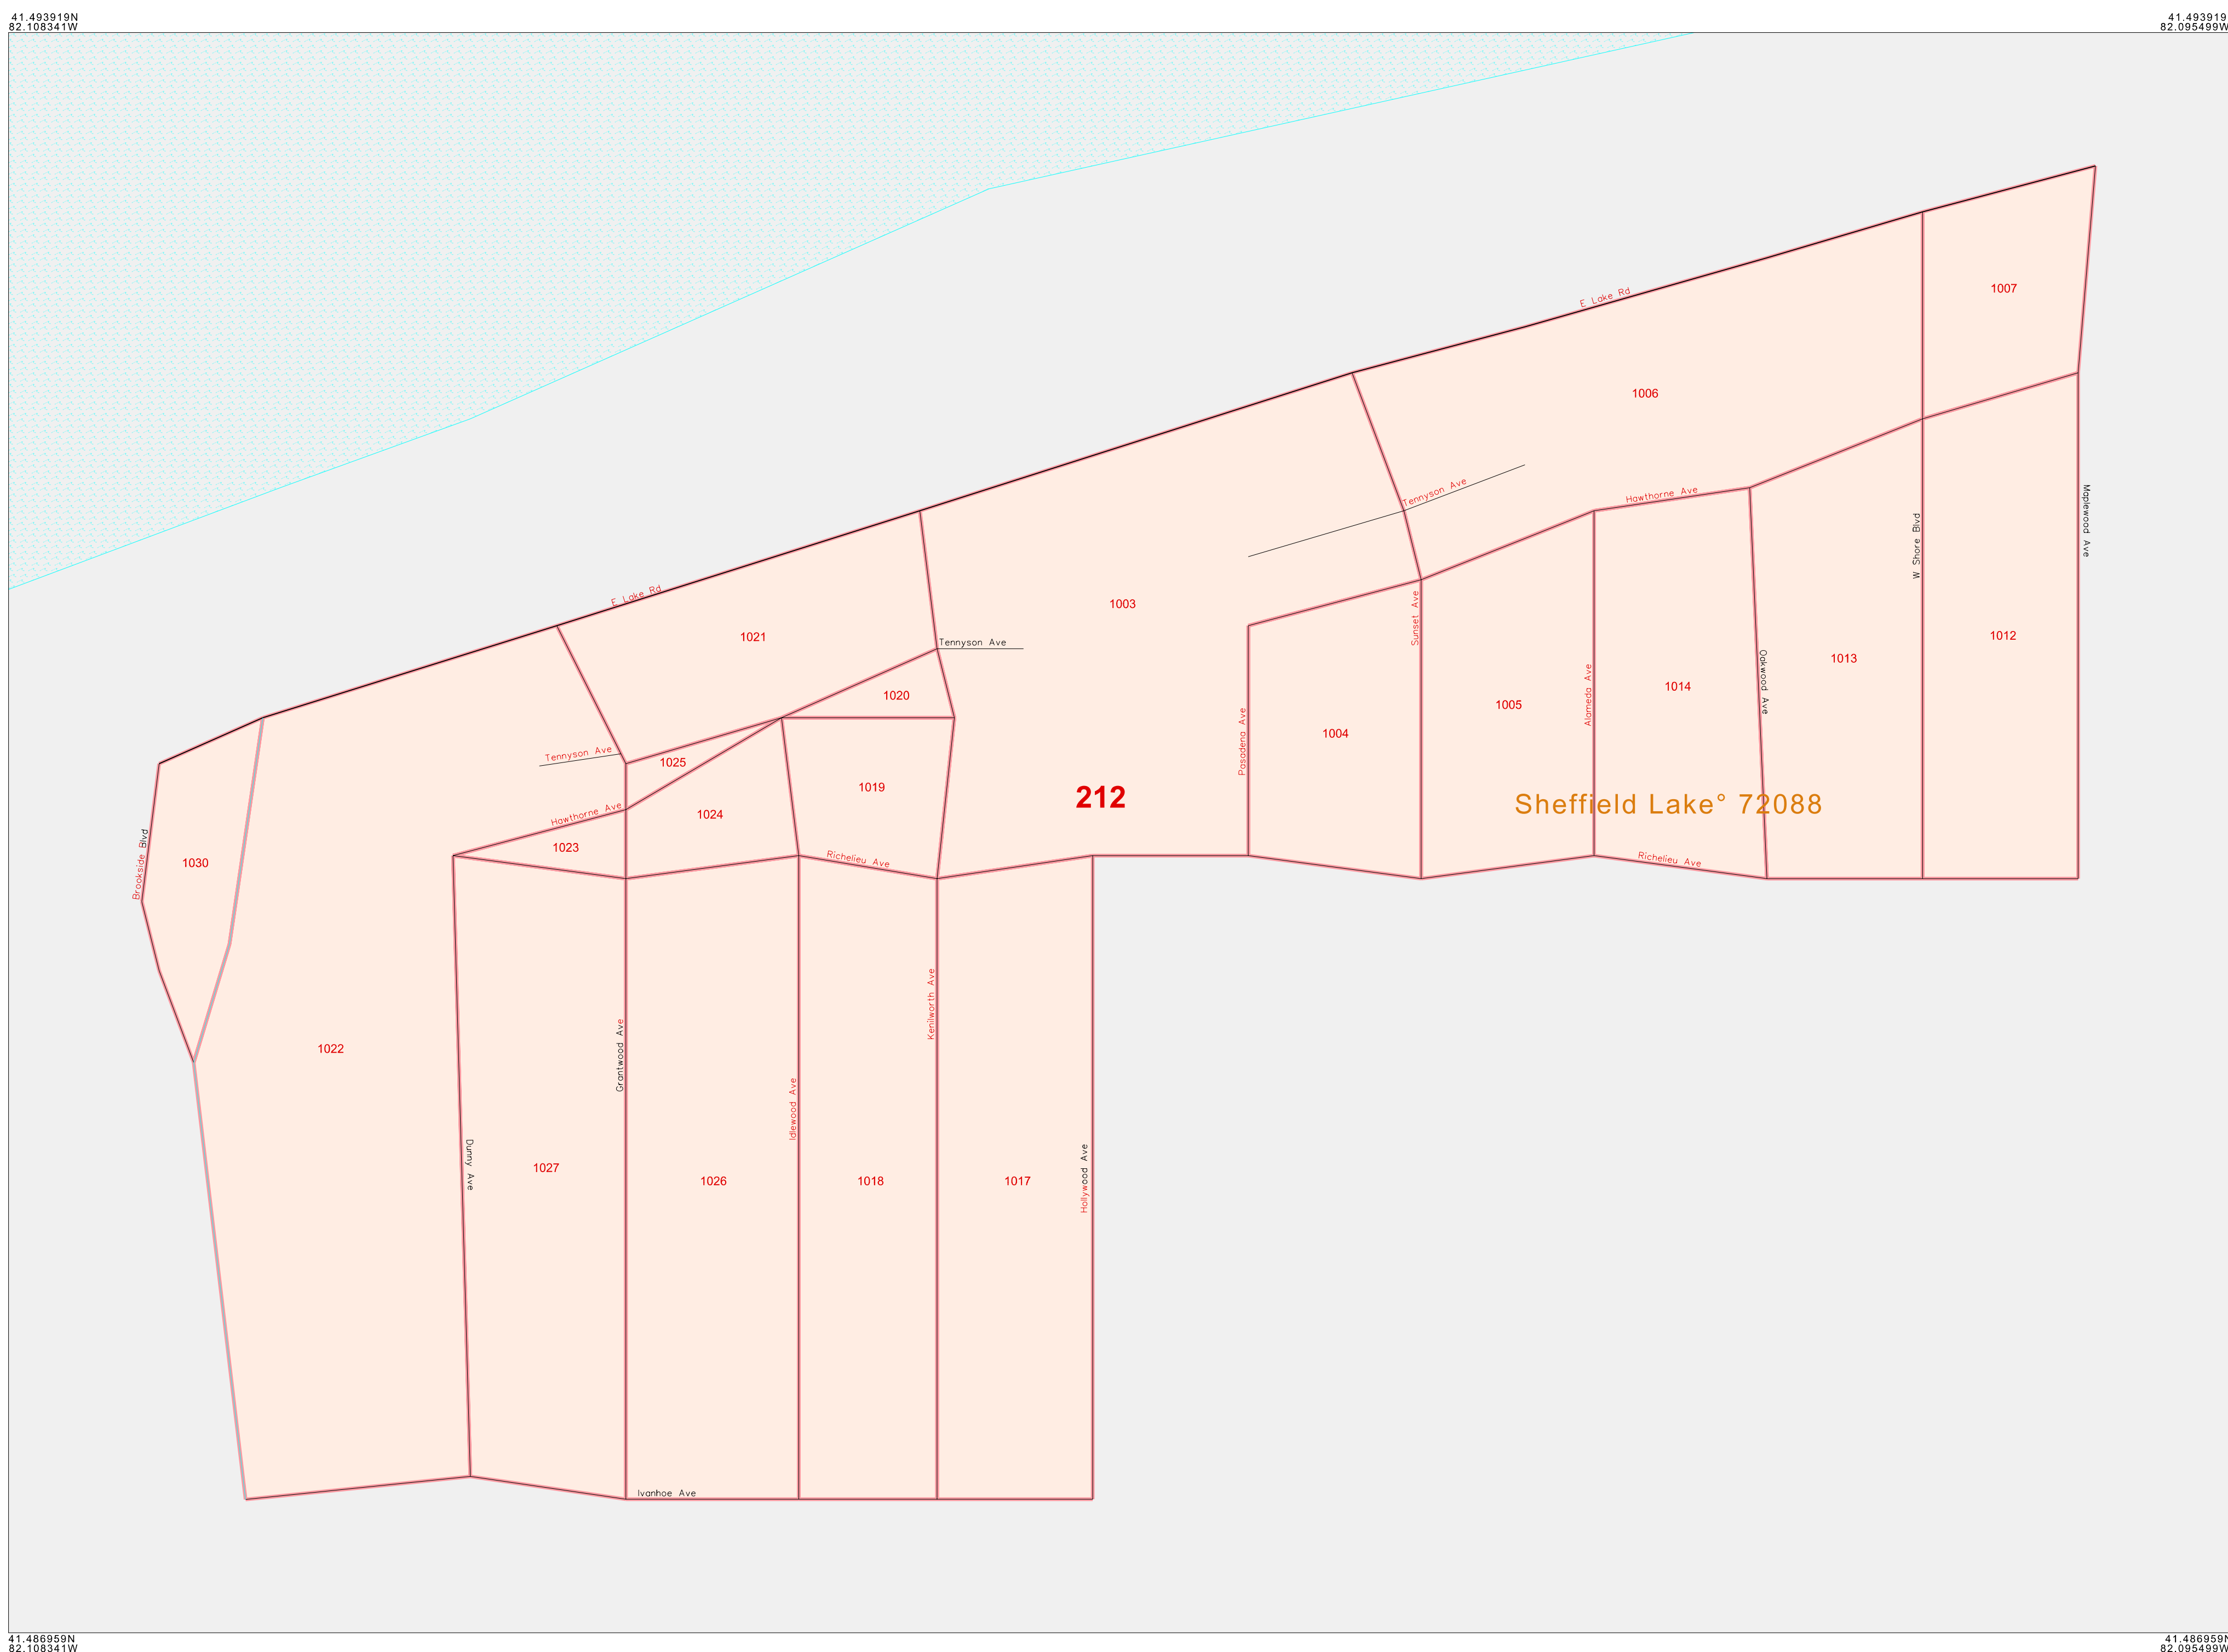 41.493919N
82.108341W
41.493919
82.095499W
1007
E Lake Rd
1006
Tennyson Ave
Hawthorne Ave
Maplewood Ave
W Shore Blvd
E Lake Rd
1003
Sunset Ave
1021
Tennyson Ave
1012
1013
Oakwood Ave
1014
Alameda Ave
1020
1005
Pasadena Ave
1004
Tennyson Ave
1025
1019
212
Sheffield Lake° 72088
Hawthorne Ave
1024
1023
Richelieu Ave
Richelieu Ave
Brookside Blvd
1030
Kenilworth Ave
1022
Grantwood Ave
Idlewood Ave
Dunny Ave
1027
1026
1018
1017
Hollywood Ave
Ivanhoe Ave
41.486959N
82.108341W
41.486959N
82.095499W